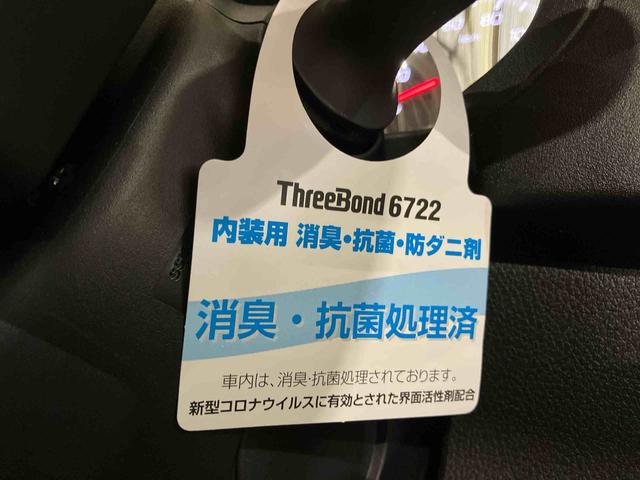 ThreeBond 6722
内装用 消臭・抗菌・防ダニ剤
消臭・抗菌処理済
車内は、消臭・抗菌処理されております。
新型コロナウイルスに有効とされた界面活性剤配合